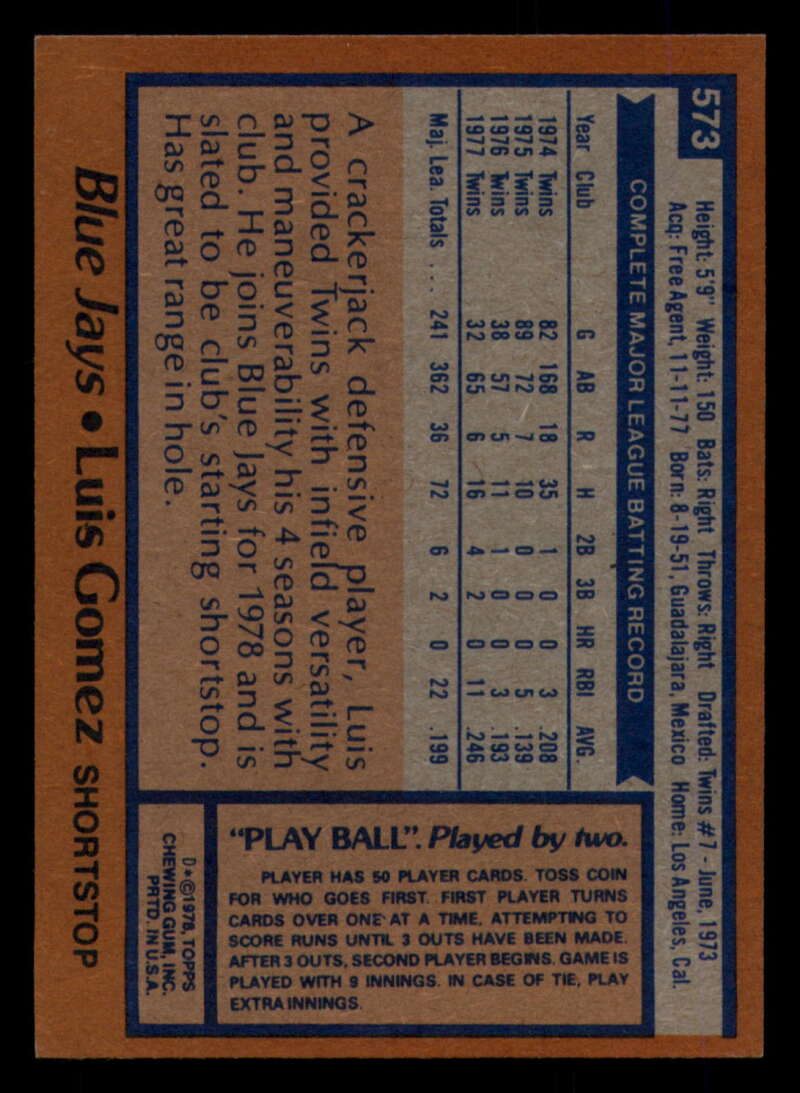 573
Height: 5'9" Weight: 150 Bats: Right Throws: Right Drafted: Twins #7 - June, 1973
Acq: Free Agent, 11-11-77 Born: 8-19-51, Guadalajara, Mexico Home: Los Angeles, Cal.
COMPLETE MAJOR LEAGUE BATTING RECORD
Year Club G AB R H 2B 3B HR RBI AVG.
1974 Twins 82 168 18 35 1 0 0 3 .208
1975 Twins 89 72 7 10 0 0 0 5 .139
1976 Twins 38 57 5 11 1 0 0 3 .193
1977 Twins 32 65 6 16 4 2 0 11 .246
Maj. Lea. Totals ... 241 362 36 72 6 2 0 22 .199
A crackerjack defensive player, Luis
provided Twins with infield versatility
and maneuverability his 4 seasons with
club. He joins Blue Jays for 1978 and is
slated to be club's starting shortstop.
Has great range in hole.
Blue Jays • Luis Gomez SHORTSTOP
"PLAY BALL". Played by two.
PLAYER HAS 50 PLAYER CARDS. TOSS COIN
FOR WHO GOES FIRST. FIRST PLAYER TURNS
CARDS OVER ONE AT A TIME, ATTEMPTING TO
SCORE RUNS UNTIL 3 OUTS HAVE BEEN MADE.
AFTER 3 OUTS, SECOND PLAYER BEGINS. GAME IS
PLAYED WITH 9 INNINGS. IN CASE OF TIE, PLAY
EXTRA INNINGS.
D*©1978, TOPPS
CHEWING GUM, INC.
PRTD. IN U.S.A.